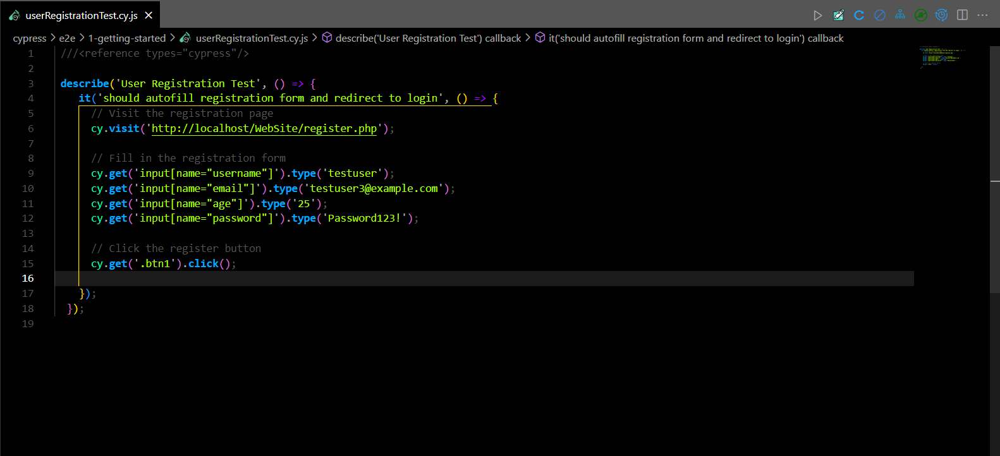 userRegistrationTest.cy.js
cypress > e2e > 1-getting-started > userRegistrationTest.cy.js > describe('User Registration Test') callback > it('should autofill registration form and redirect to login') callback
1 ///<reference types="cypress"/>
2
3 describe('User Registration Test', () => {
4 it('should autofill registration form and redirect to login', () => {
5 // Visit the registration page
6 cy.visit('http://localhost/WebSite/register.php');
7
8 // Fill in the registration form
9 cy.get('input[name="username"]').type('testuser');
10 cy.get('input[name="email"]').type('testuser3@example.com');
11 cy.get('input[name="age"]').type('25');
12 cy.get('input[name="password"]').type('Password123!');
13
14 // Click the register button
15 cy.get('.btn1').click();
16
17 });
18 });
19